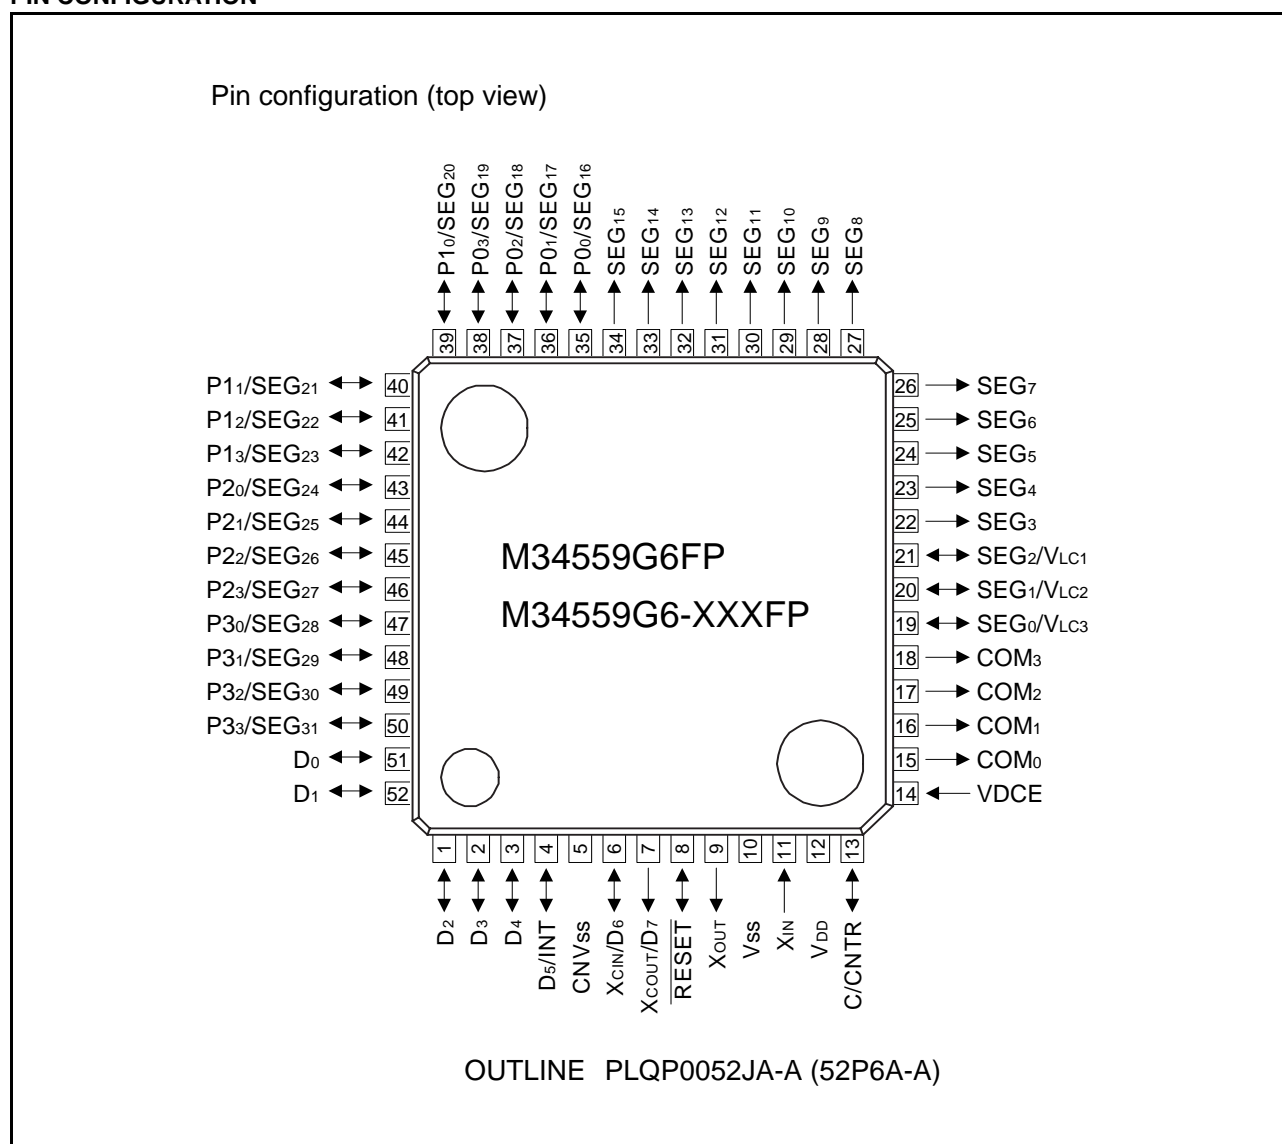 PIN CONFIGURATION
Pin configuration (top view)
P10/SEG20
P03/SEG19
P02/SEG18
P01/SEG17
P00/SEG16
SEG15
SEG14
SEG13
SEG12
SEG11
SEG10
SEG9
SEG8
39 38 37 36 35 34 33 32 31 30 29 28 27
P11/SEG21 40
P12/SEG22 41
P13/SEG23 42
P20/SEG24 43
P21/SEG25 44
P22/SEG26 45
P23/SEG27 46
P30/SEG28 47
P31/SEG29 48
P32/SEG30 49
P33/SEG31 50
D0 51
D1 52
M34559G6FP
M34559G6-XXXFP
26 SEG7
25 SEG6
24 SEG5
23 SEG4
22 SEG3
21 SEG2/VLC1
20 SEG1/VLC2
19 SEG0/VLC3
18 COM3
17 COM2
16 COM1
15 COM0
14 VDCE
1 2 3 4 5 6 7 8 9 10 11 12 13
D2
D3
D4
D5/INT
CNVss
XCIN/D6
XCOUT/D7
RESET
XOUT
Vss
XIN
VDD
C/CNTR
OUTLINE PLQP0052JA-A (52P6A-A)